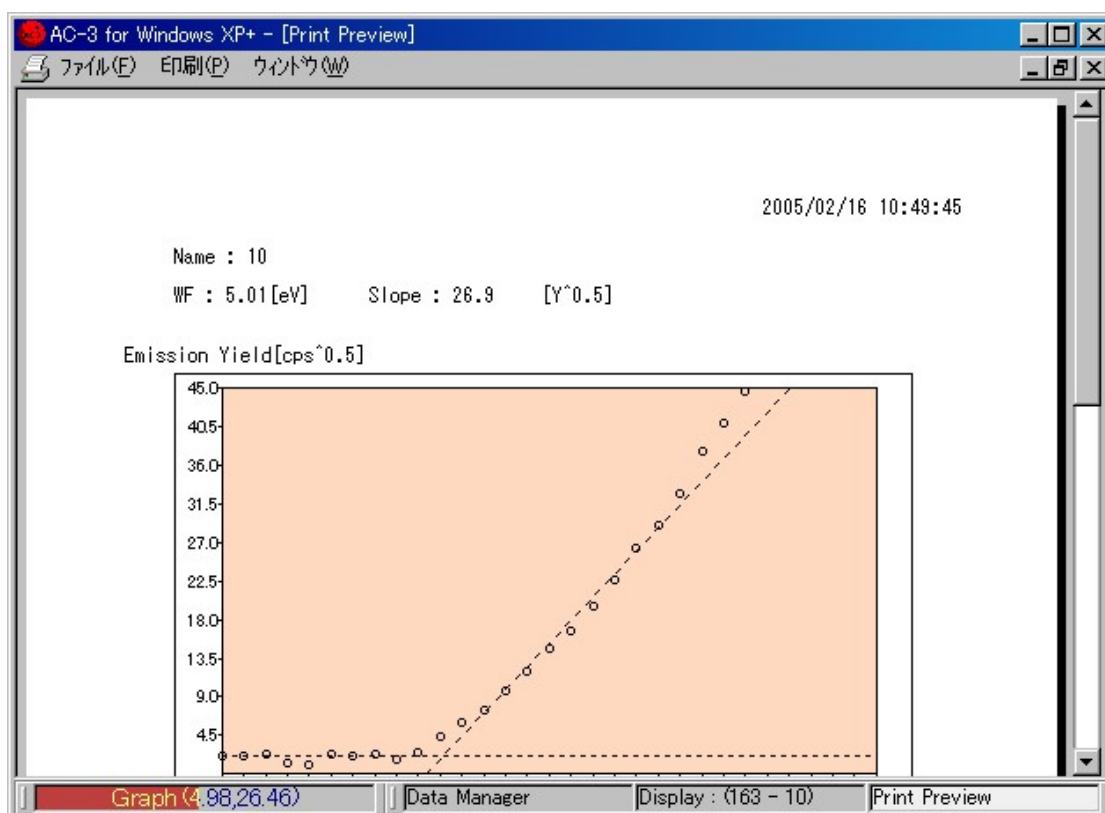 AC-3 for Windows XP+ - [Print Preview]
ファイル(F) 印刷(P) ウィンドウ(W)
2005/02/16 10:49:45
Name : 10
WF : 5.01[eV] Slope : 26.9 [Y^0.5]
Emission Yield[cps^0.5]
45.0
40.5
36.0
31.5
27.0
22.5
18.0
13.5
9.0
4.5
Graph (4.98,26.46) Data Manager Display : (163 - 10) Print Preview